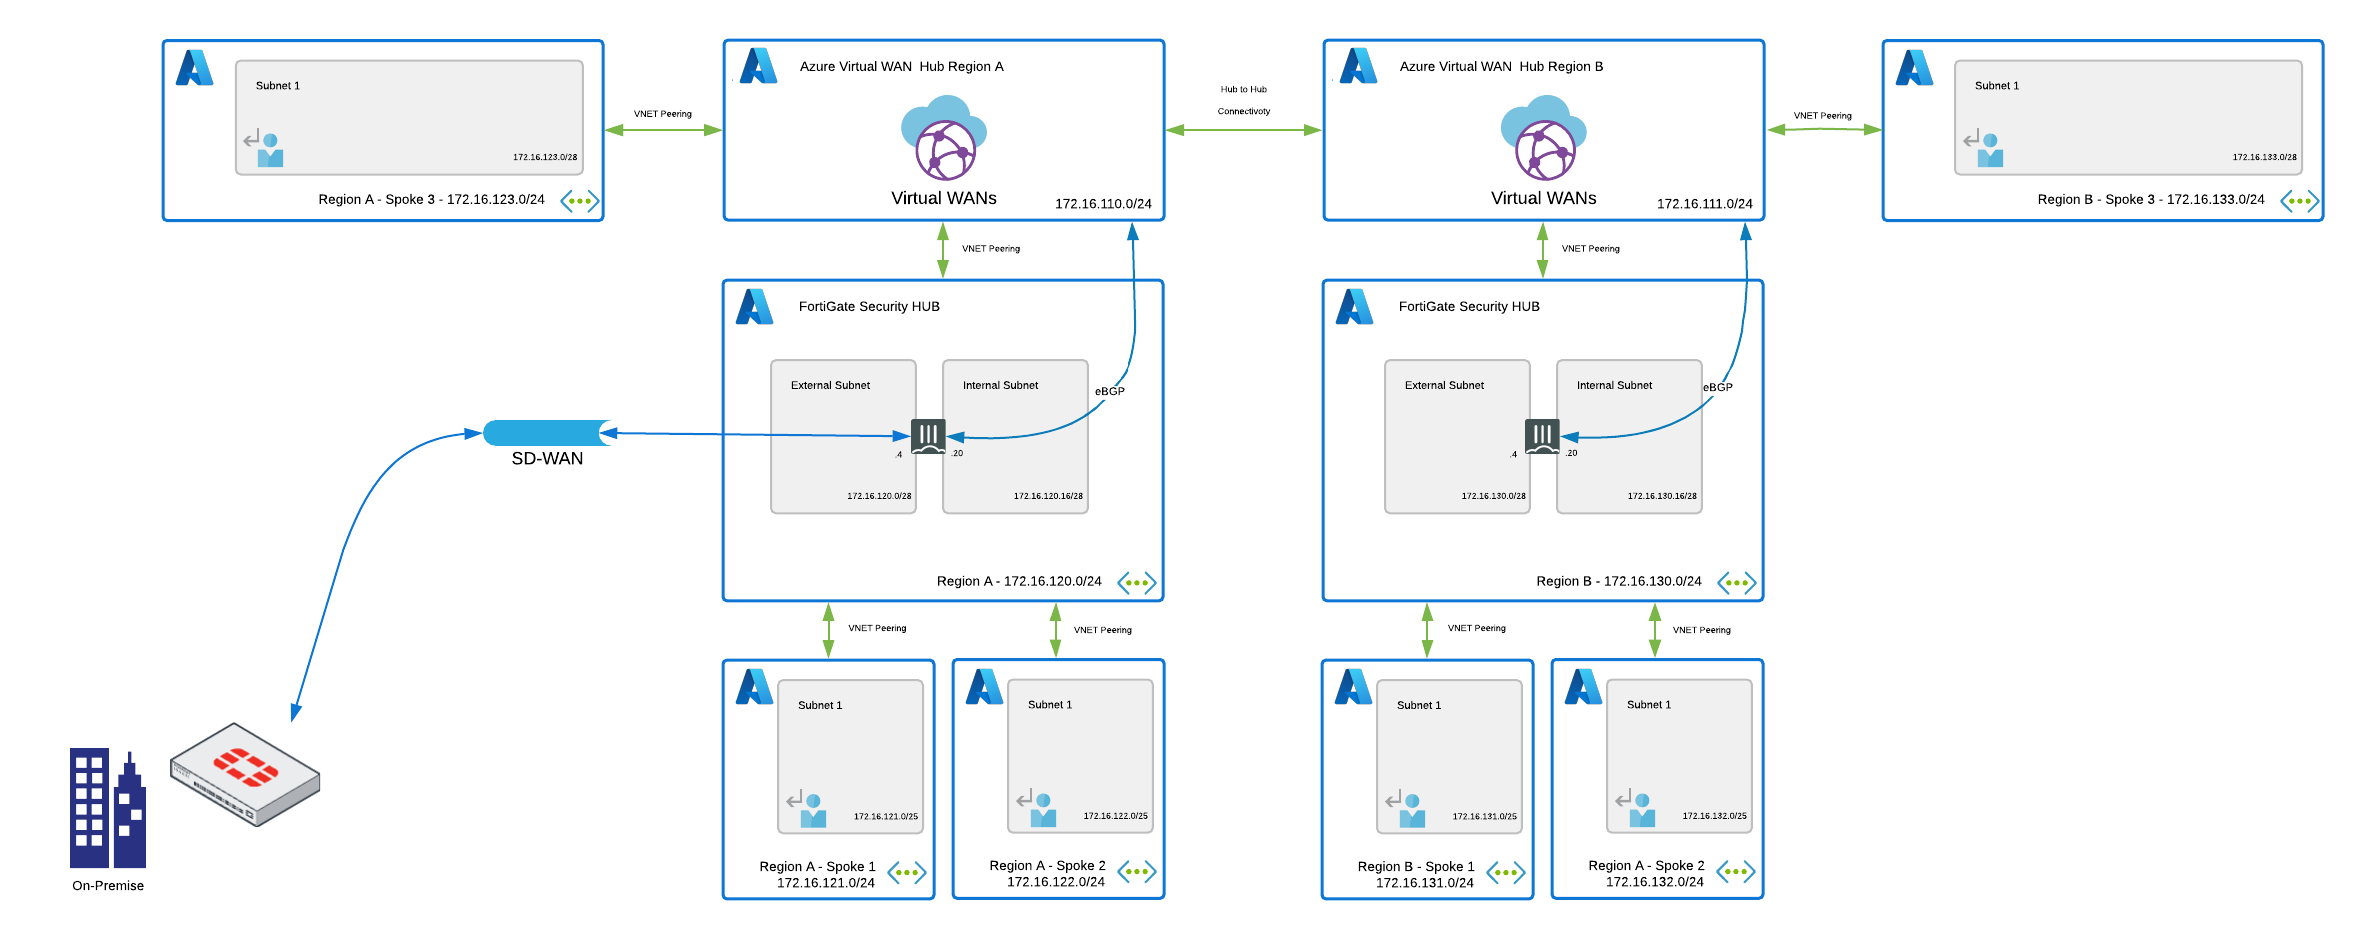 Subnet 1
172.16.123.0/28
Region A - Spoke 3 - 172.16.123.0/24
VNET Peering
Azure Virtual WAN  Hub Region A
Virtual WANs
172.16.110.0/24
Hub to Hub
Connectivoty
Azure Virtual WAN  Hub Region B
Virtual WANs
172.16.111.0/24
VNET Peering
Subnet 1
172.16.133.0/28
Region B - Spoke 3 - 172.16.133.0/24
VNET Peering
VNET Peering
FortiGate Security HUB
External Subnet
Internal Subnet
eBGP
.4
.20
172.16.120.0/28
172.16.120.16/28
Region A - 172.16.120.0/24
FortiGate Security HUB
External Subnet
Internal Subnet
eBGP
.4
.20
172.16.130.0/28
172.16.130.16/28
Region B - 172.16.130.0/24
SD-WAN
VNET Peering
VNET Peering
VNET Peering
VNET Peering
Subnet 1
172.16.121.0/25
Region A - Spoke 1
172.16.121.0/24
Subnet 1
172.16.122.0/25
Region A - Spoke 2
172.16.122.0/24
Subnet 1
172.16.131.0/25
Region B - Spoke 1
172.16.131.0/24
Subnet 1
172.16.132.0/25
Region A - Spoke 2
172.16.132.0/24
On-Premise